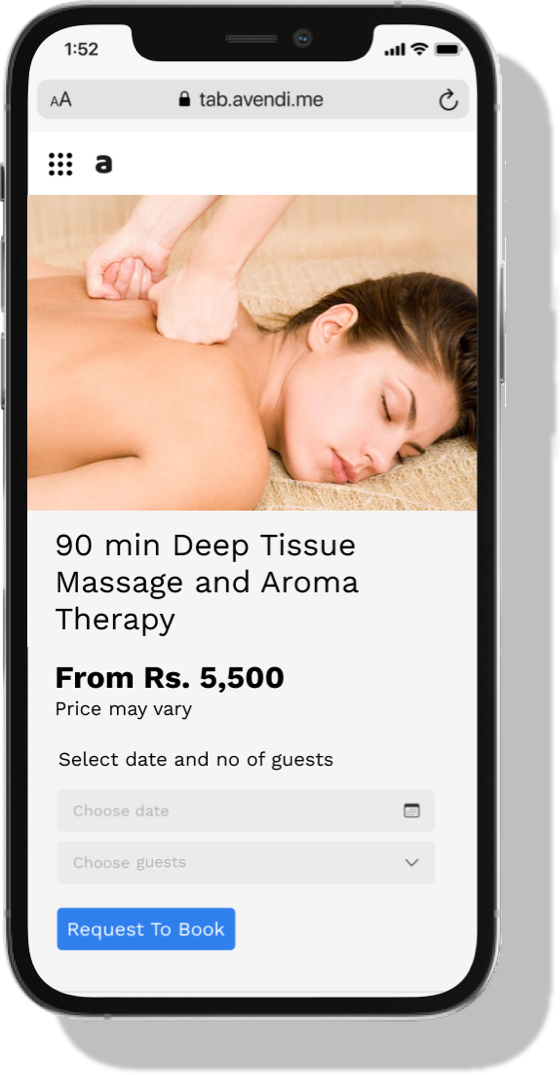 1:52
AA
tab.avendi.me
a
90 min Deep Tissue
Massage and Aroma
Therapy
From Rs. 5,500
Price may vary
Select date and no of guests
Choose date
Choose guests
Request To Book